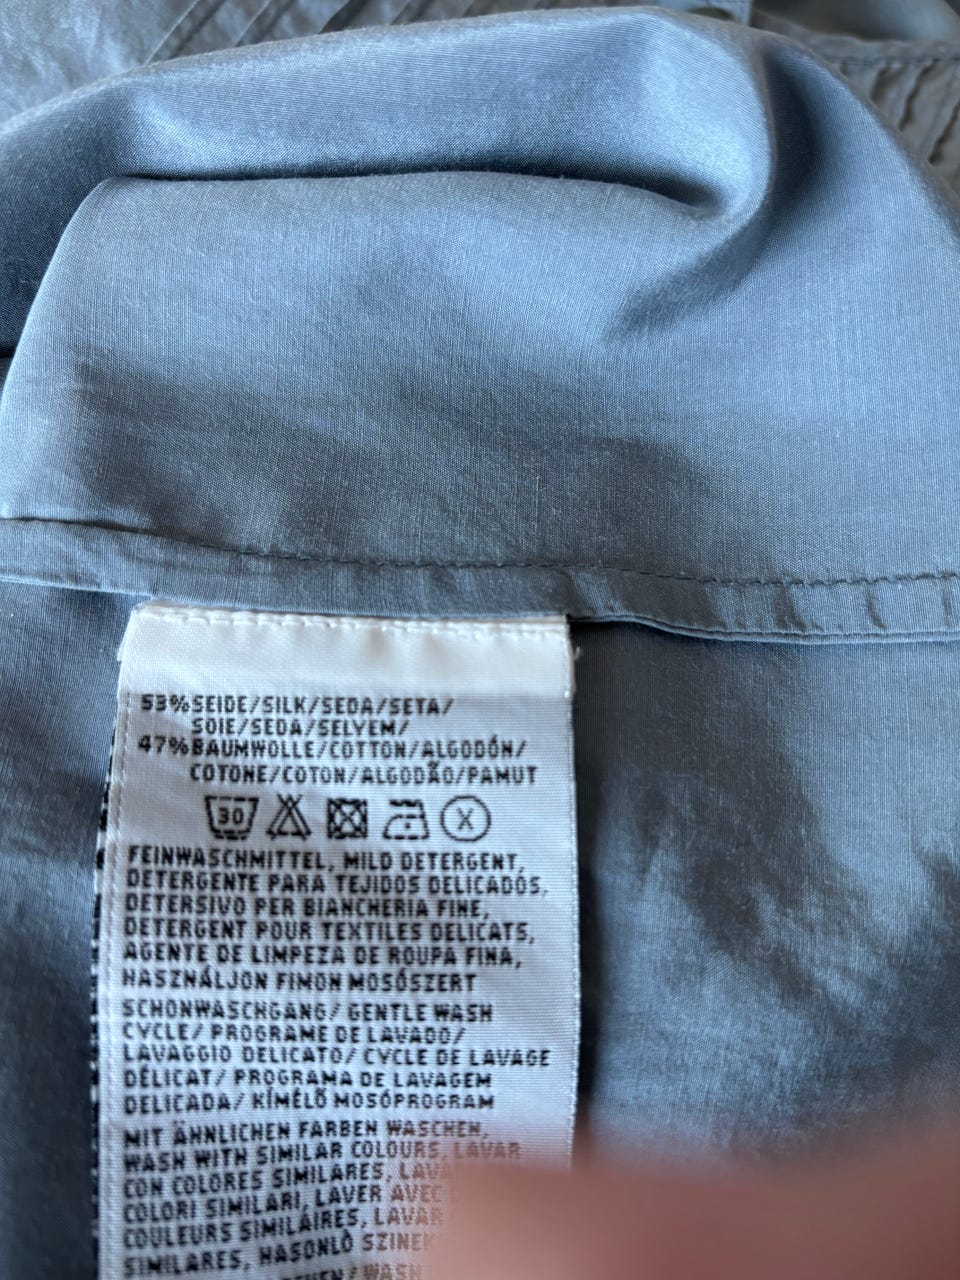 53% SEIDE/SILK/SEDA/SETA/
SOIE/SEDA/SELYEM/
47% BAUMWOLLE/COTTON/ALGODÓN/
COTONE/COTON/ALGODÃO/PAMUT
30 X
FEINWASCHMITTEL, MILD DETERGENT,
DETERGENTE PARA TEJIDOS DELICADOS.
DETERSIVO PER BIANCHERIA FINE,
DETERGENT POUR TEXTILES DELICATS,
AGENTE DE LIMPEZA DE ROUPA FINA,
HASZNÁLJON FINOM MOSÓSZERT
SCHONWASCHGANG/ GENTLE WASH
CYCLE/ PROGRAME DE LAVADO/
LAVAGGIO DELICATO/ CYCLE DE LAVAGE
DÉLICAT/ PROGRAMA DE LAVAGEM
DELICADA/ KÍMÉLŐ MOSÓPROGRAM
MIT ÄHNLICHEN FARBEN WASCHEN,
WASH WITH SIMILAR COLOURS, LAVAR
CON COLORES SIMILARES,
COLORI SIMILARI, LAVER AVEC
COULEURS SIMILAIRES, LAVAR
SIMILARES, HASONLÓ
WASH